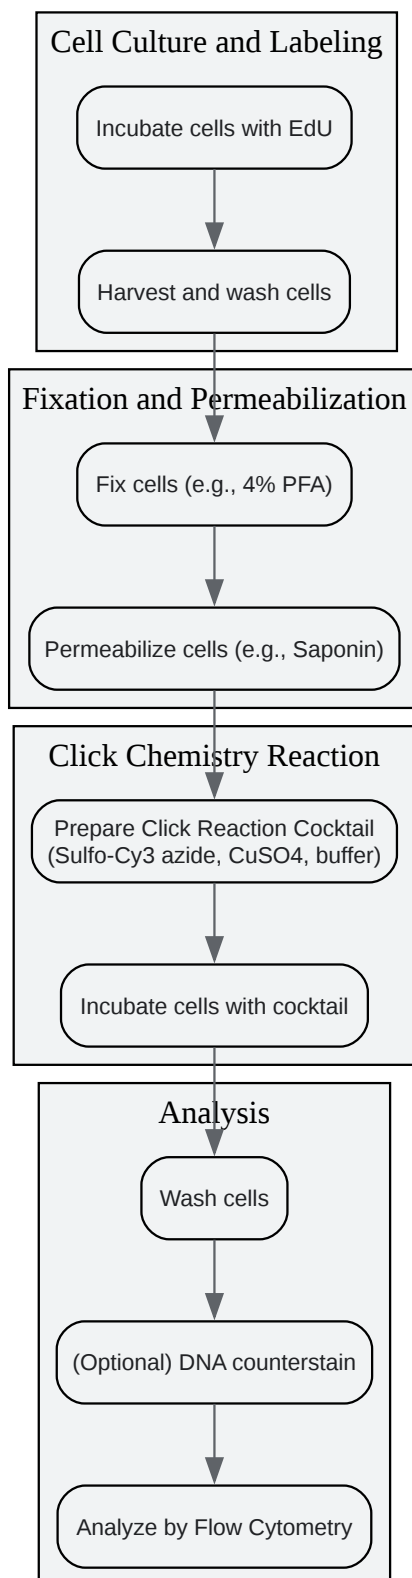 Cell Culture and Labeling
Incubate cells with EdU
Harvest and wash cells
Fixation and Permeabilization
Fix cells (e.g., 4% PFA)
Permeabilize cells (e.g., Saponin)
Click Chemistry Reaction
Prepare Click Reaction Cocktail
(Sulfo-Cy3 azide, CuSO4, buffer)
Incubate cells with cocktail
Analysis
Wash cells
(Optional) DNA counterstain
Analyze by Flow Cytometry